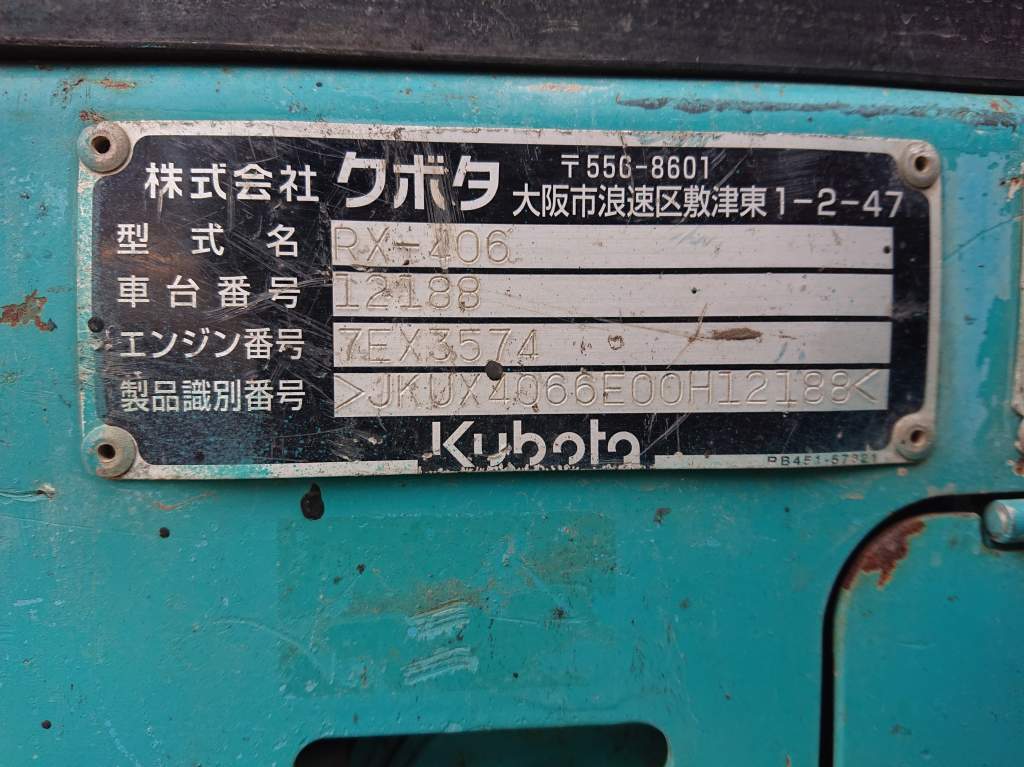 株式会社 クボタ 〒556-8601
大阪市浪速区敷津東1-2-47
型式名 RX-406
車台番号 12188
エンジン番号 7EX3574
製品識別番号 >JKUX4066E00H12188<
Kubota
RB451-57321